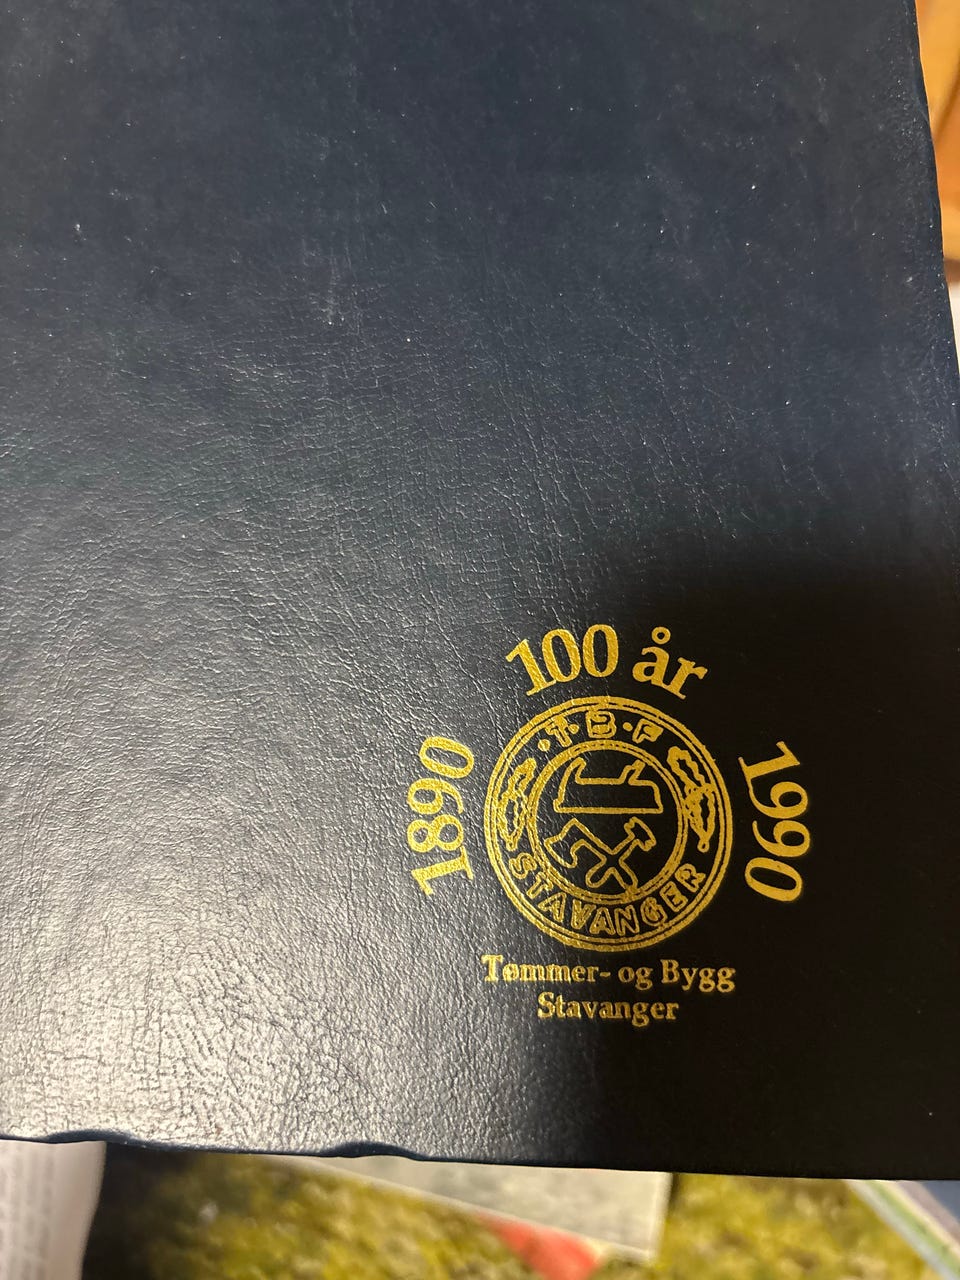 100 år
1890
1990
T.B.F
STAVANGER
Tømmer- og Bygg
Stavanger